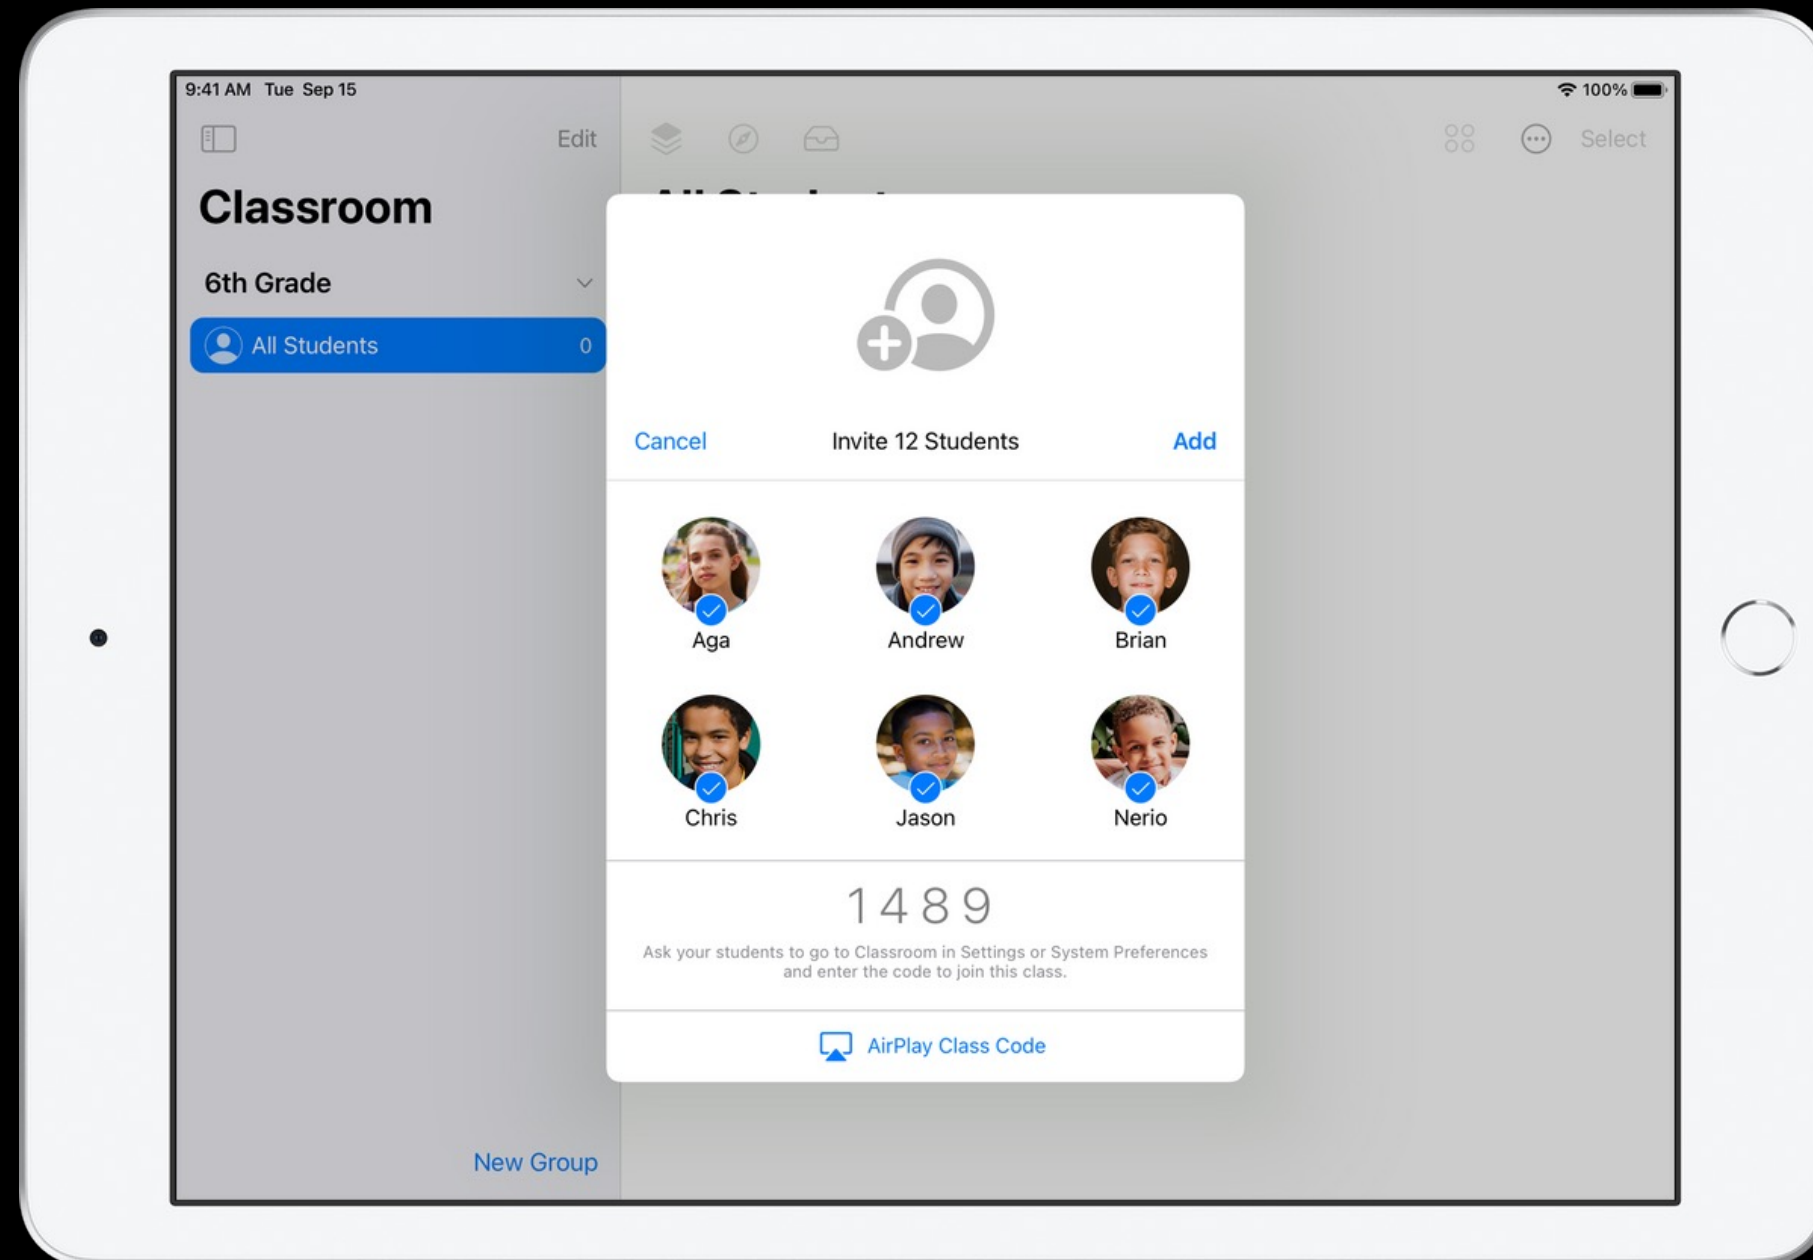 9:41 AM Tue Sep 15
100%
Edit
Select
Classroom
6th Grade
All Students 0
Cancel
Invite 12 Students
Add
Aga
Andrew
Brian
Chris
Jason
Nerio
1489
Ask your students to go to Classroom in Settings or System Preferences
and enter the code to join this class.
AirPlay Class Code
New Group